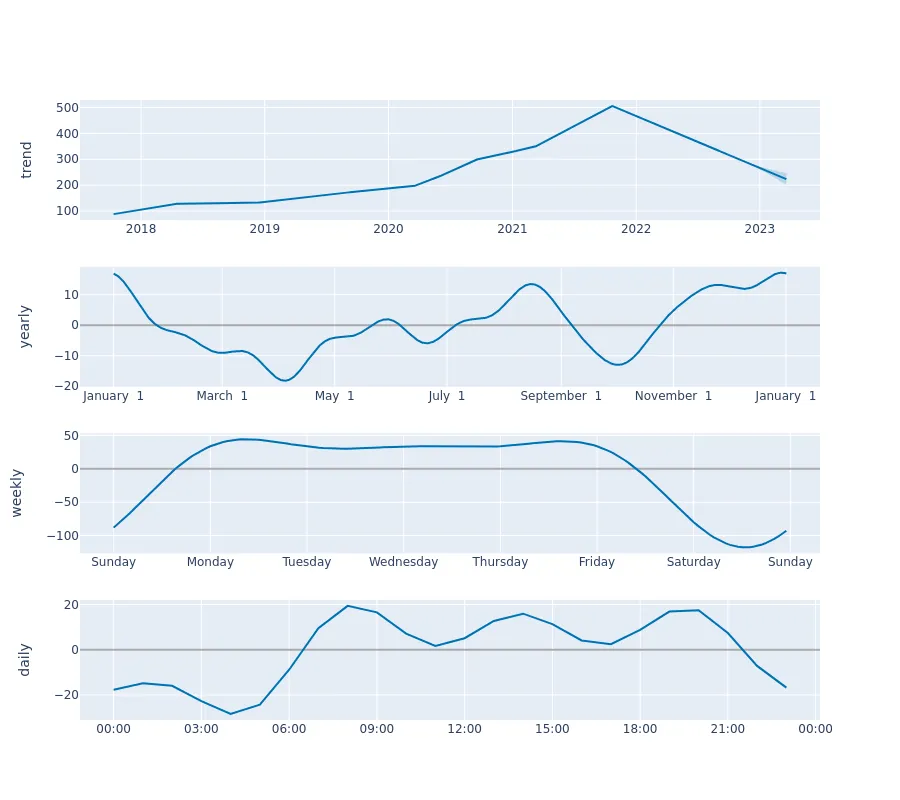 trend
500
400
300
200
100
2018 2019 2020 2021 2022 2023
yearly
10
0
−10
−20
January 1 March 1 May 1 July 1 September 1 November 1 January 1
weekly
50
0
−50
−100
Sunday Monday Tuesday Wednesday Thursday Friday Saturday Sunday
daily
20
0
−20
00:00 03:00 06:00 09:00 12:00 15:00 18:00 21:00 00:00